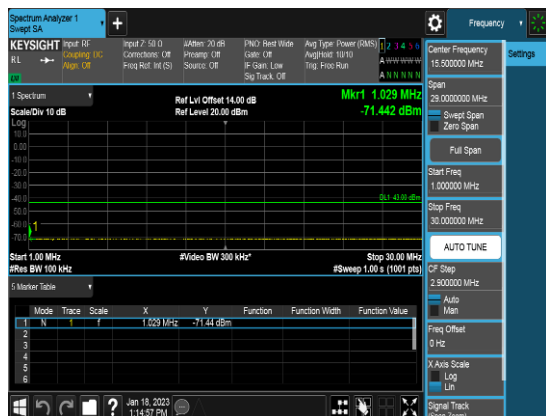 Spectrum Analyzer 1
Swept SA
Frequency
KEYSIGHT
RL
Input: RF
Coupling: DC
Align: Off
Input Z: 50 Ω
Corrections: Off
Freq Ref: Int (S)
#Atten: 20 dB
Preamp: Off
Source: Off
PNO: Best Wide
Gate: Off
IF Gain: Low
Sig Track: Off
Avg Type: Power (RMS)
Avg|Hold: 10/10
Trig: Free Run
1 2 3 4 5 6
A W W W W W
A N N N N N
1 Spectrum
Scale/Div 10 dB
Log
Ref Lvl Offset 14.00 dB
Ref Level 20.00 dBm
Mkr1 1.029 MHz
-71.442 dBm
10.0
0.00
-10.0
-20.0
-30.0
-40.0
-50.0
-60.0
-70.0
DL1 -43.00 dBm
1
Start 1.00 MHz
#Res BW 100 kHz
#Video BW 300 kHz*
Stop 30.00 MHz
#Sweep 1.00 s (1001 pts)
5 Marker Table
Mode Trace Scale X Y Function Function Width Function Value
1 N 1 f 1.029 MHz -71.44 dBm
2
3
4
5
6
Jan 18, 2023
1:14:57 PM
Center Frequency
15.500000 MHz
Settings
Span
29.0000000 MHz
Swept Span
Zero Span
Full Span
Start Freq
1.000000 MHz
Stop Freq
30.000000 MHz
AUTO TUNE
CF Step
2.900000 MHz
Auto
Man
Freq Offset
0 Hz
X Axis Scale
Log
Lin
Signal Track
(Span Zoom)